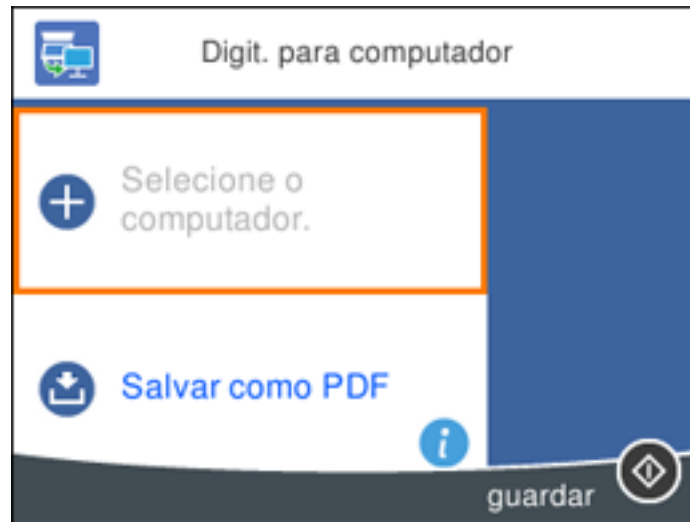 Digit. para computador
Selecione o
computador.
Salvar como PDF
i
guardar